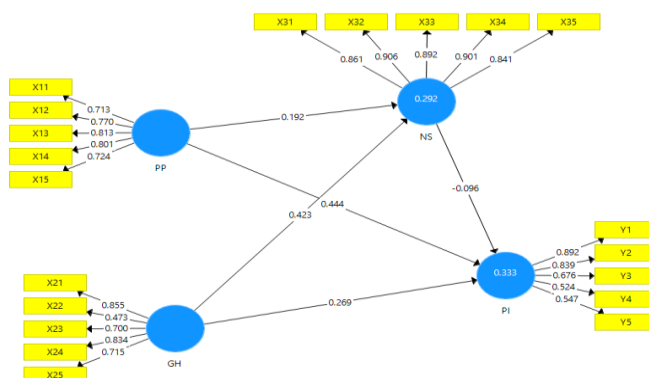 X31 X32 X33 X34 X35
0.861 0.906 0.892 0.901 0.841
0.292
NS
X11
X12
X13
X14
X15
0.713
0.770
0.813
0.801
0.724
PP
0.192
0.444
0.423
-0.096
0.269
X21
X22
X23
X24
X25
0.855
0.473
0.700
0.834
0.715
GH
0.333
PI
0.892
0.839
0.676
0.524
0.547
Y1
Y2
Y3
Y4
Y5